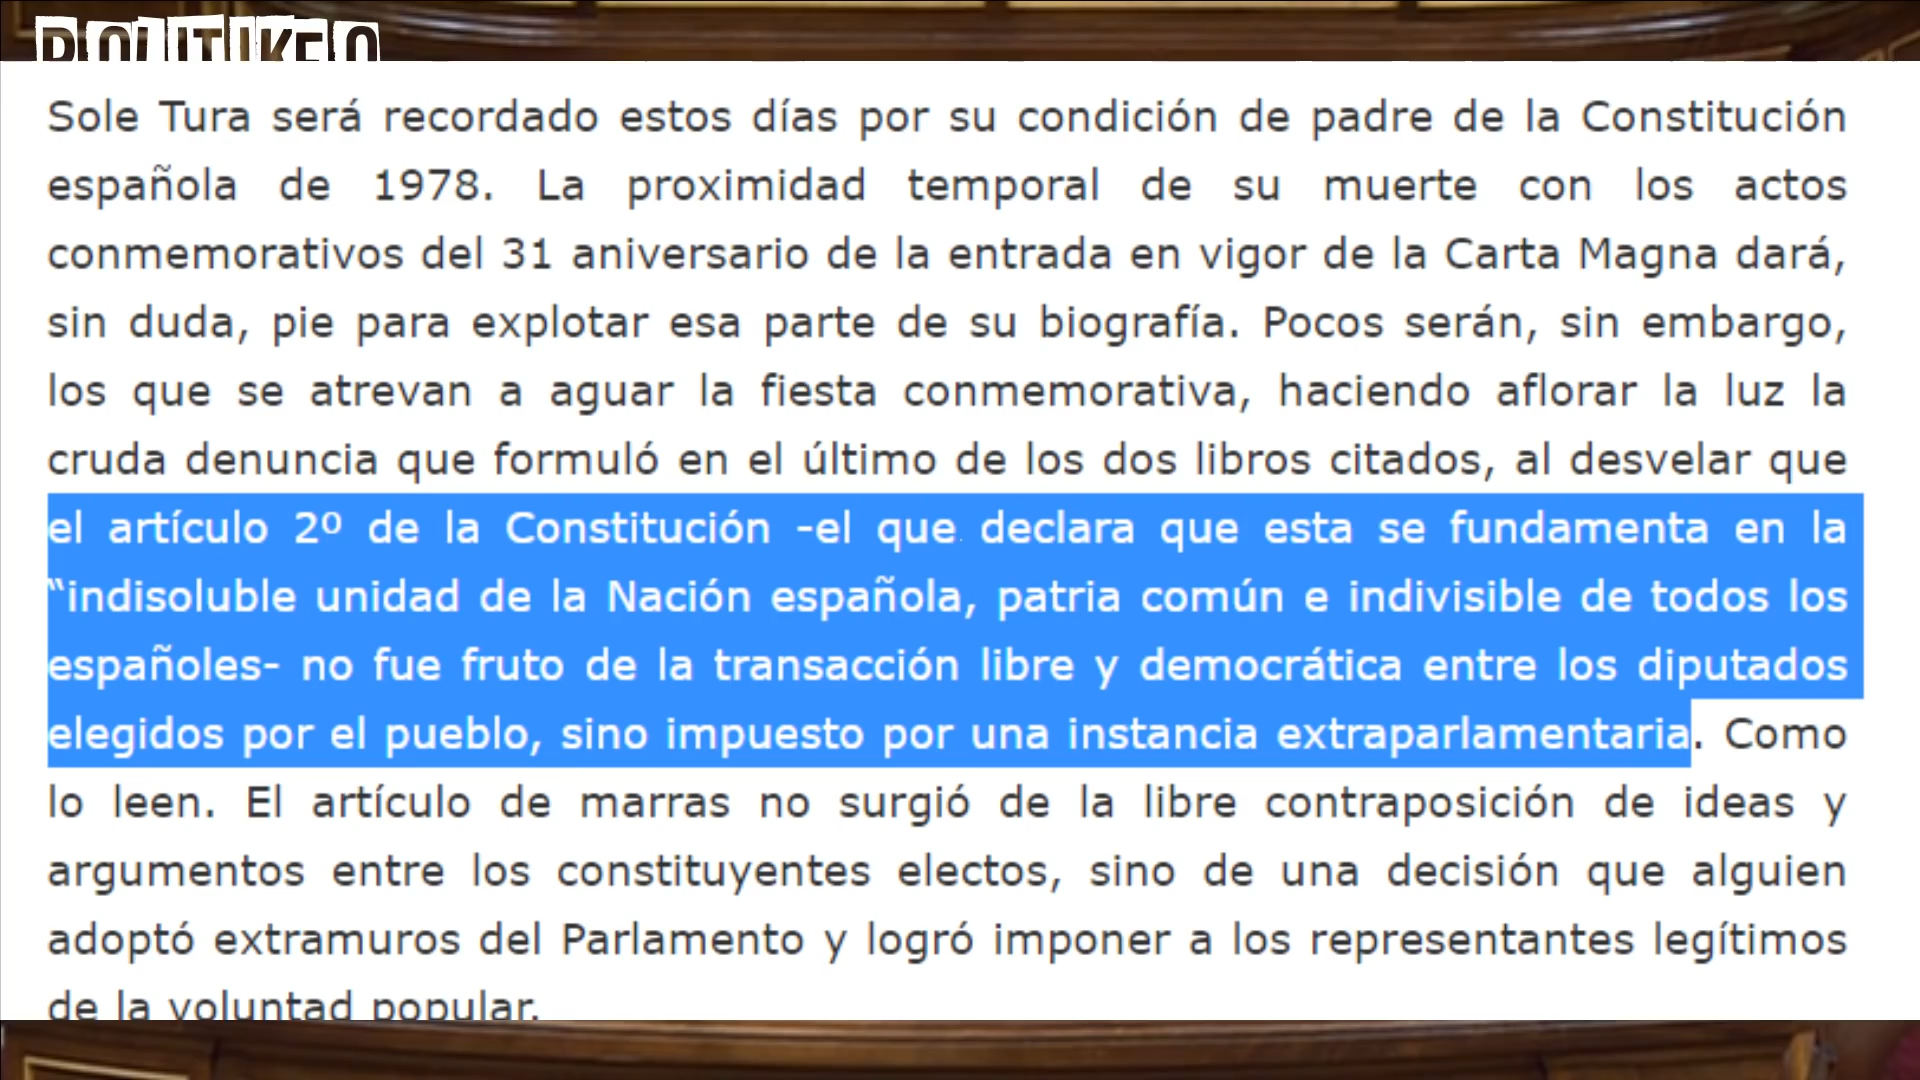 POLITIKEO
Sole Tura será recordado estos días por su condición de padre de la Constitución
española de 1978. La proximidad temporal de su muerte con los actos
conmemorativos del 31 aniversario de la entrada en vigor de la Carta Magna dará,
sin duda, pie para explotar esa parte de su biografía. Pocos serán, sin embargo,
los que se atrevan a aguar la fiesta conmemorativa, haciendo aflorar la luz la
cruda denuncia que formuló en el último de los dos libros citados, al desvelar que
el artículo 2º de la Constitución -el que declara que esta se fundamenta en la
“indisoluble unidad de la Nación española, patria común e indivisible de todos los
españoles- no fue fruto de la transacción libre y democrática entre los diputados
elegidos por el pueblo, sino impuesto por una instancia extraparlamentaria. Como
lo leen. El artículo de marras no surgió de la libre contraposición de ideas y
argumentos entre los constituyentes electos, sino de una decisión que alguien
adoptó extramuros del Parlamento y logró imponer a los representantes legítimos
de la voluntad popular.